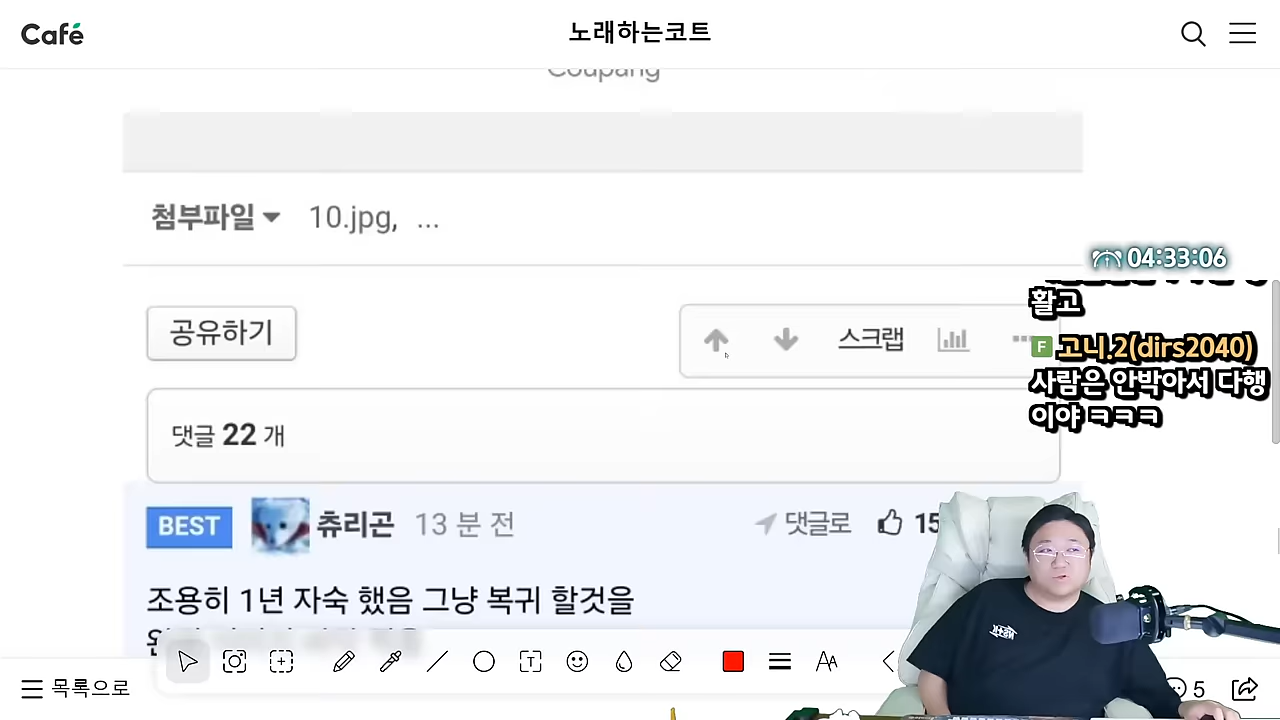 Café
노래하는코트
Coupang
첨부파일 10.jpg, ...
04:33:06
활고
공유하기
스크랩
F 고니.2(dirs2040)
사람은 안박아서 다행
이야 ㅋㅋㅋ
댓글 22 개
BEST 츄리곤 13 분 전 댓글로 15
조용히 1년 자숙 했음 그냥 복귀 할것을
T
AA
목록으로
5